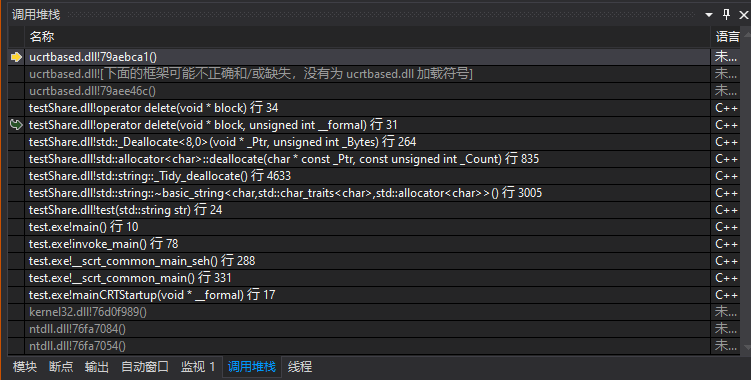 调用堆栈
名称 语言
ucrtbased.dll!79aebca1() 未...
ucrtbased.dll![下面的框架可能不正确和/或缺失，没有为 ucrtbased.dll 加载符号] 未...
ucrtbased.dll!79aee46c() 未...
testShare.dll!operator delete(void * block) 行 34 C++
testShare.dll!operator delete(void * block, unsigned int __formal) 行 31 C++
testShare.dll!std::_Deallocate<8,0>(void * _Ptr, unsigned int _Bytes) 行 264 C++
testShare.dll!std::allocator<char>::deallocate(char * const _Ptr, const unsigned int _Count) 行 835 C++
testShare.dll!std::string::_Tidy_deallocate() 行 4633 C++
testShare.dll!std::string::~basic_string<char,std::char_traits<char>,std::allocator<char>>() 行 3005 C++
testShare.dll!test(std::string str) 行 24 C++
test.exe!main() 行 10 C++
test.exe!invoke_main() 行 78 C++
test.exe!__scrt_common_main_seh() 行 288 C++
test.exe!__scrt_common_main() 行 331 C++
test.exe!mainCRTStartup(void * __formal) 行 17 C++
kernel32.dll!76d0f989() 未...
ntdll.dll!76fa7084() 未...
ntdll.dll!76fa7054() 未...
模块 断点 输出 自动窗口 监视 1 调用堆栈 线程